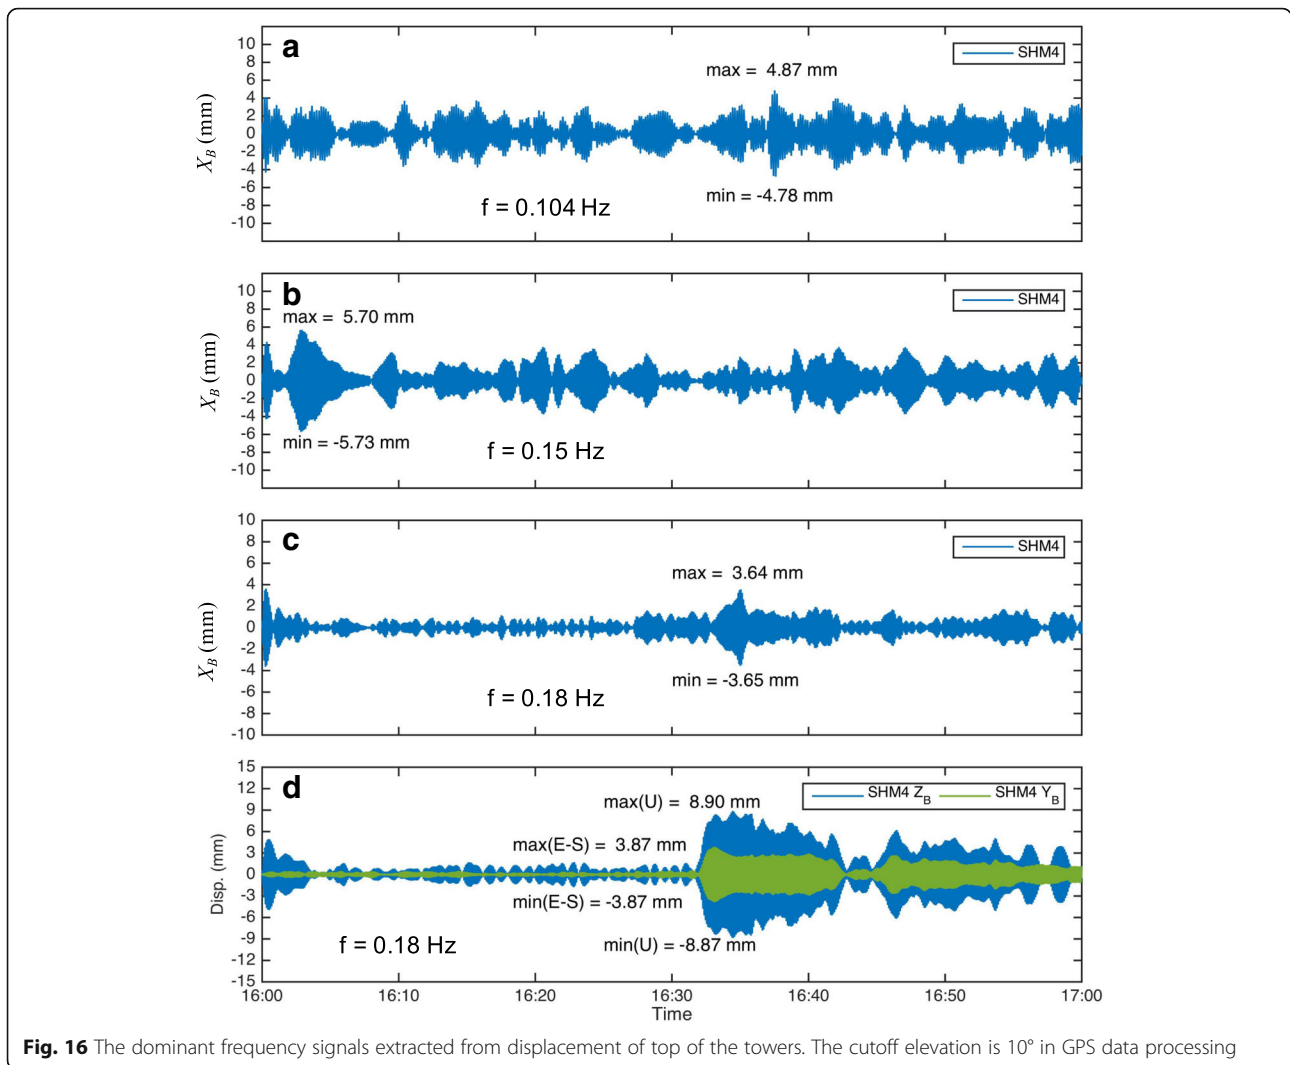 a
SHM4
max = 4.87 mm
min = -4.78 mm
f = 0.104 Hz
X_B (mm)
10
8
6
4
2
0
-2
-4
-6
-8
-10
b
SHM4
max = 5.70 mm
min = -5.73 mm
f = 0.15 Hz
X_B (mm)
10
8
6
4
2
0
-2
-4
-6
-8
-10
c
SHM4
max = 3.64 mm
min = -3.65 mm
f = 0.18 Hz
X_B (mm)
10
8
6
4
2
0
-2
-4
-6
-8
-10
d
SHM4 Z_B SHM4 Y_B
max(U) = 8.90 mm
max(E-S) = 3.87 mm
min(E-S) = -3.87 mm
min(U) = -8.87 mm
f = 0.18 Hz
Disp. (mm)
15
12
9
6
3
0
-3
-6
-9
-12
-15
16:00 16:10 16:20 16:30 16:40 16:50 17:00
Time
Fig. 16 The dominant frequency signals extracted from displacement of top of the towers. The cutoff elevation is 10° in GPS data processing